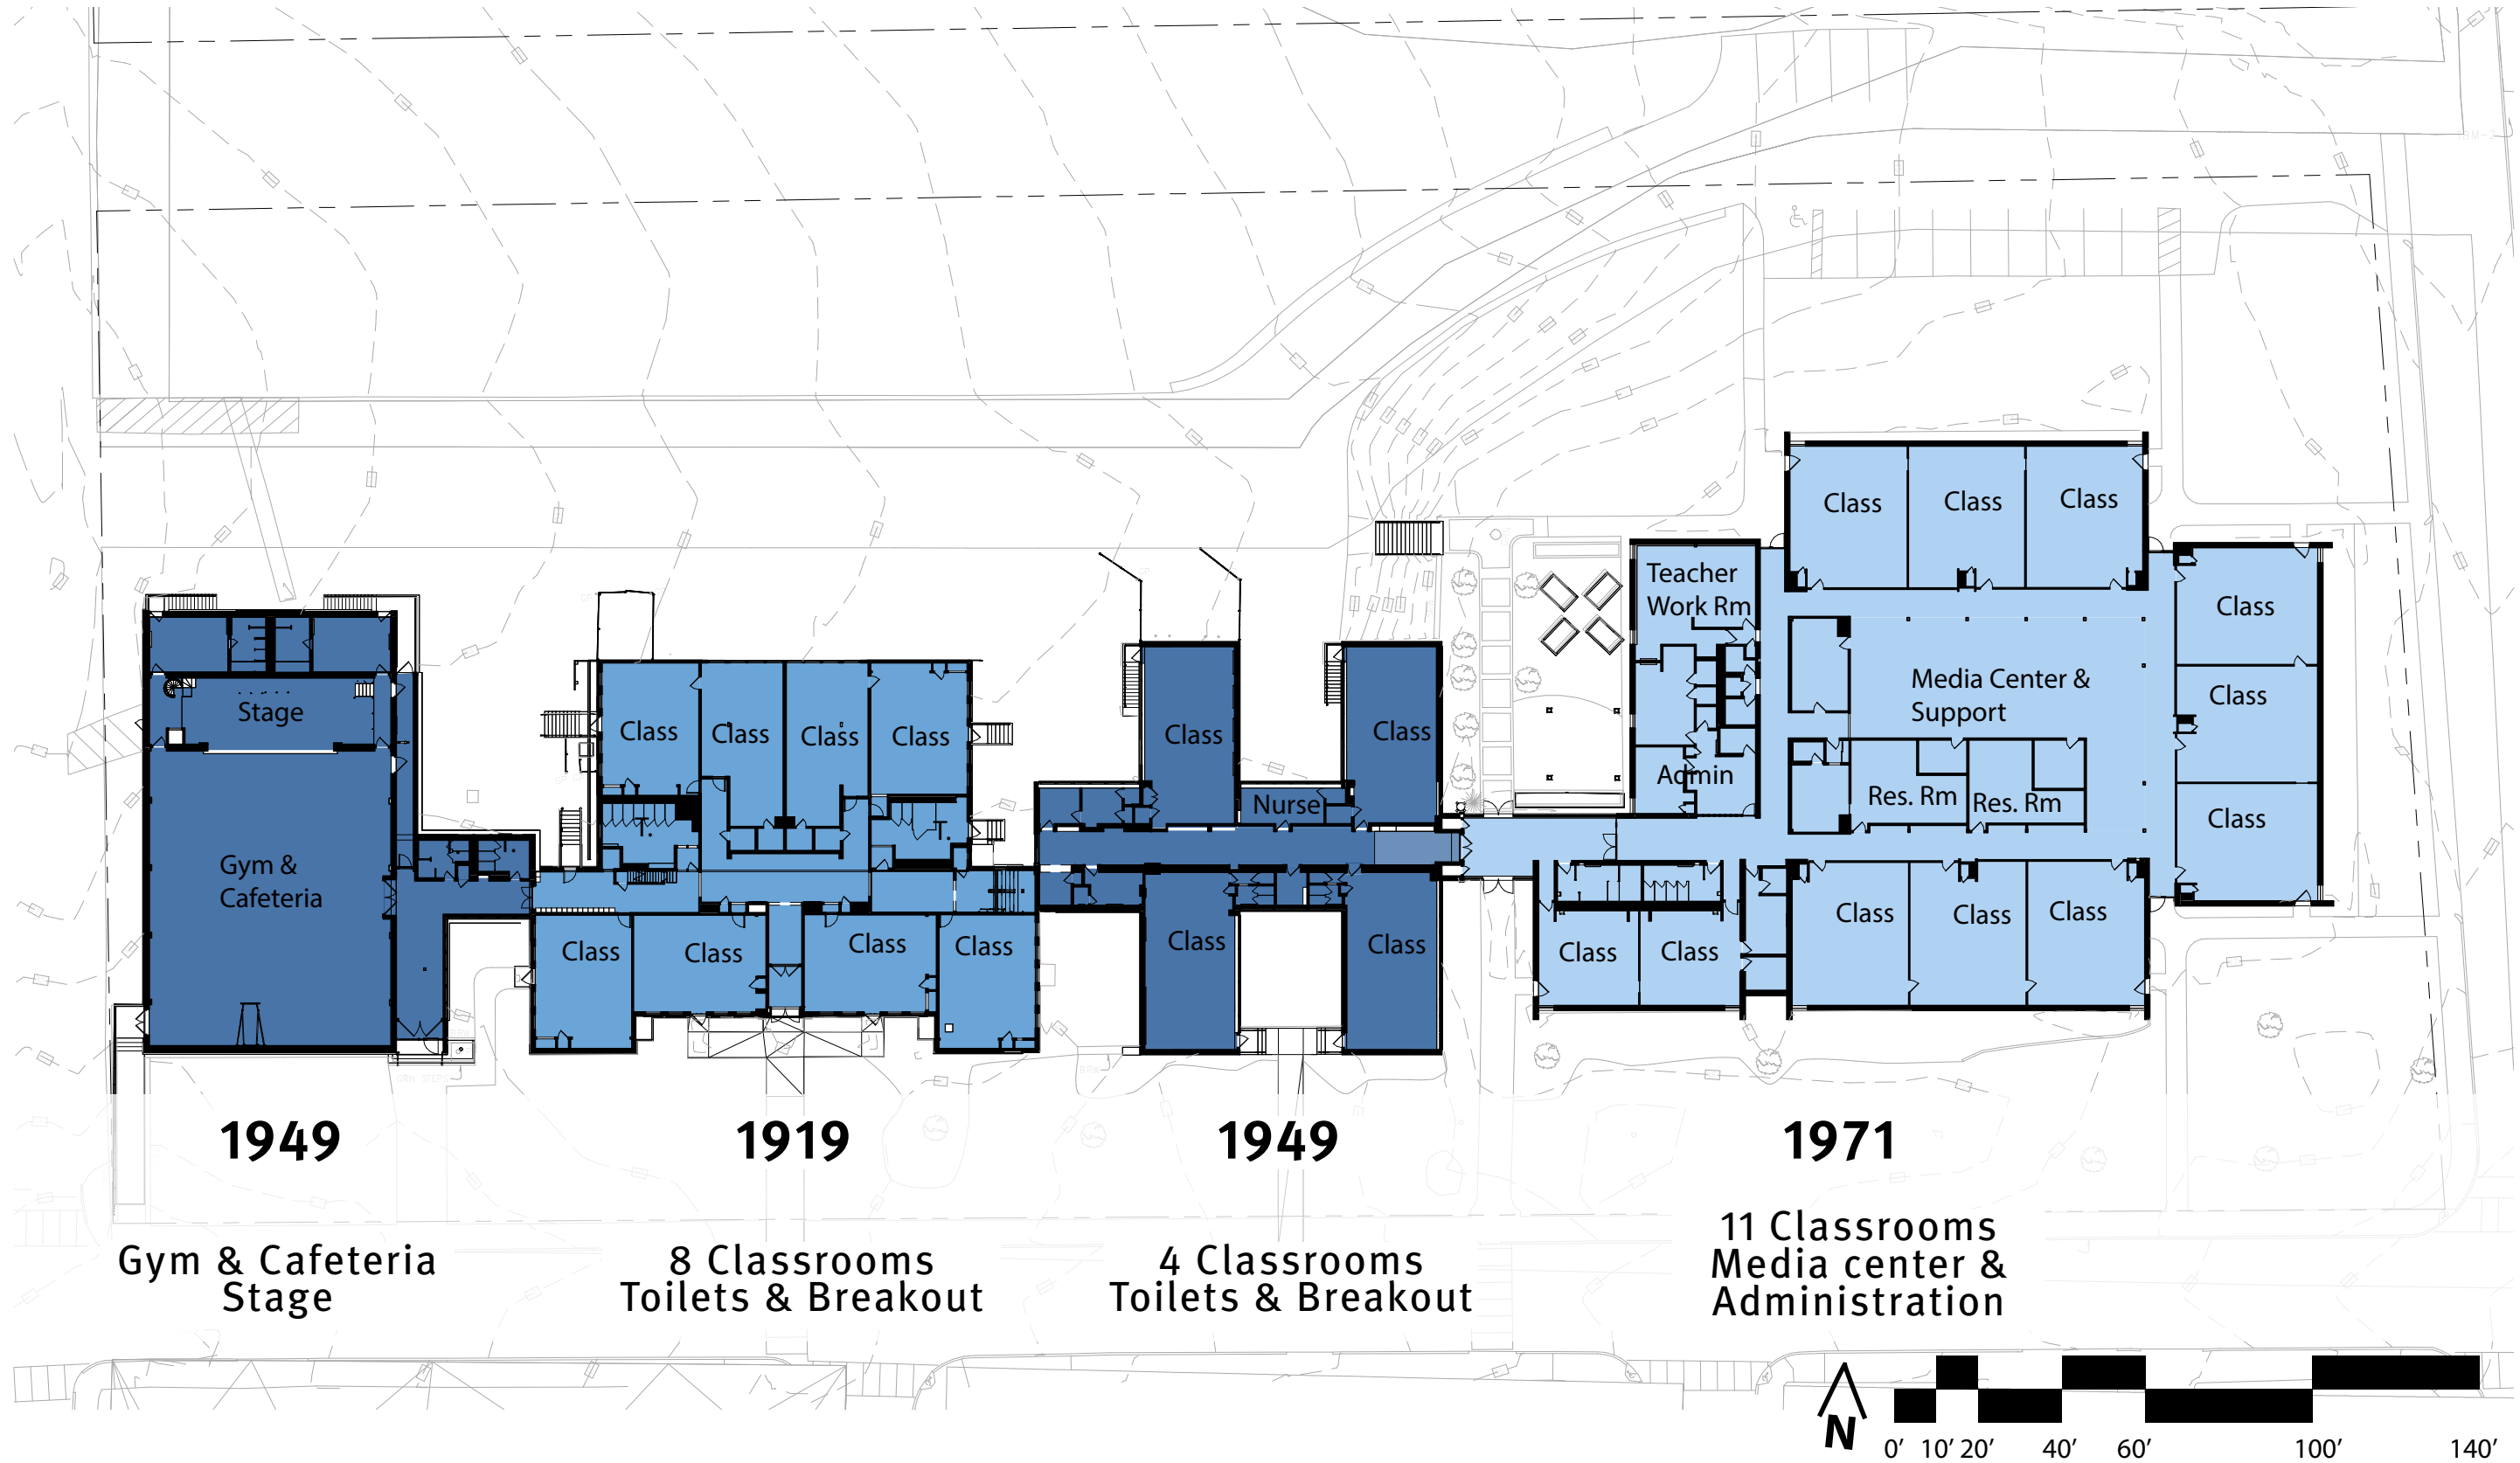 Class
Class
Class
Teacher
Work Rm
Class
Media Center &
Support
Class
Admin
Res. Rm
Res. Rm
Class
Stage
Class
Class
Class
Class
T.
T.
Class
Class
Nurse
Gym &
Cafeteria
Class
Class
Class
Class
Class
Class
Class
Class
Class
Class
Class
1949
1919
1949
1971
Gym & Cafeteria
Stage
8 Classrooms
Toilets & Breakout
4 Classrooms
Toilets & Breakout
11 Classrooms
Media center &
Administration
N
0’ 10’ 20’ 40’ 60’ 100’ 140’